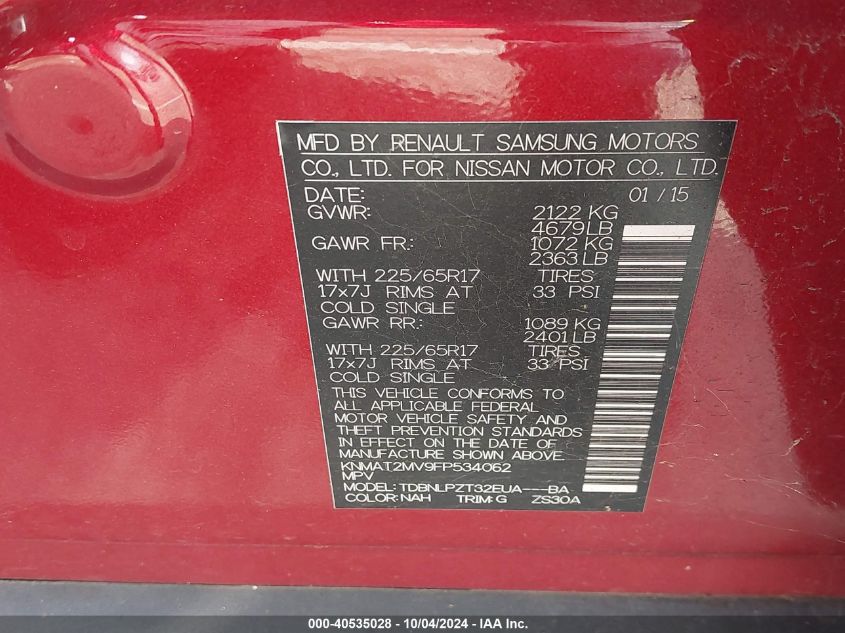 MFD BY RENAULT SAMSUNG MOTORS
CO., LTD. FOR NISSAN MOTOR CO., LTD.
DATE: 01 / 15
GVWR: 2122 KG
4679LB
GAWR FR: 1072 KG
2363 LB
WITH 225/65R17 TIRES
17x7J RIMS AT 33 PSI
COLD SINGLE
GAWR RR: 1089 KG
2401 LB
WITH 225/65R17 TIRES
17x7J RIMS AT 33 PSI
COLD SINGLE
THIS VEHICLE CONFORMS TO
ALL APPLICABLE FEDERAL
MOTOR VEHICLE SAFETY AND
THEFT PREVENTION STANDARDS
IN EFFECT ON THE DATE OF
MANUFACTURE SHOWN ABOVE.
KNMAT2MV9FP534062
MPV
MODEL: TDBNLPZT32EUA---BA
COLOR: NAH TRIM: G ZS30A
000-40535028 - 10/04/2024 - IAA Inc.